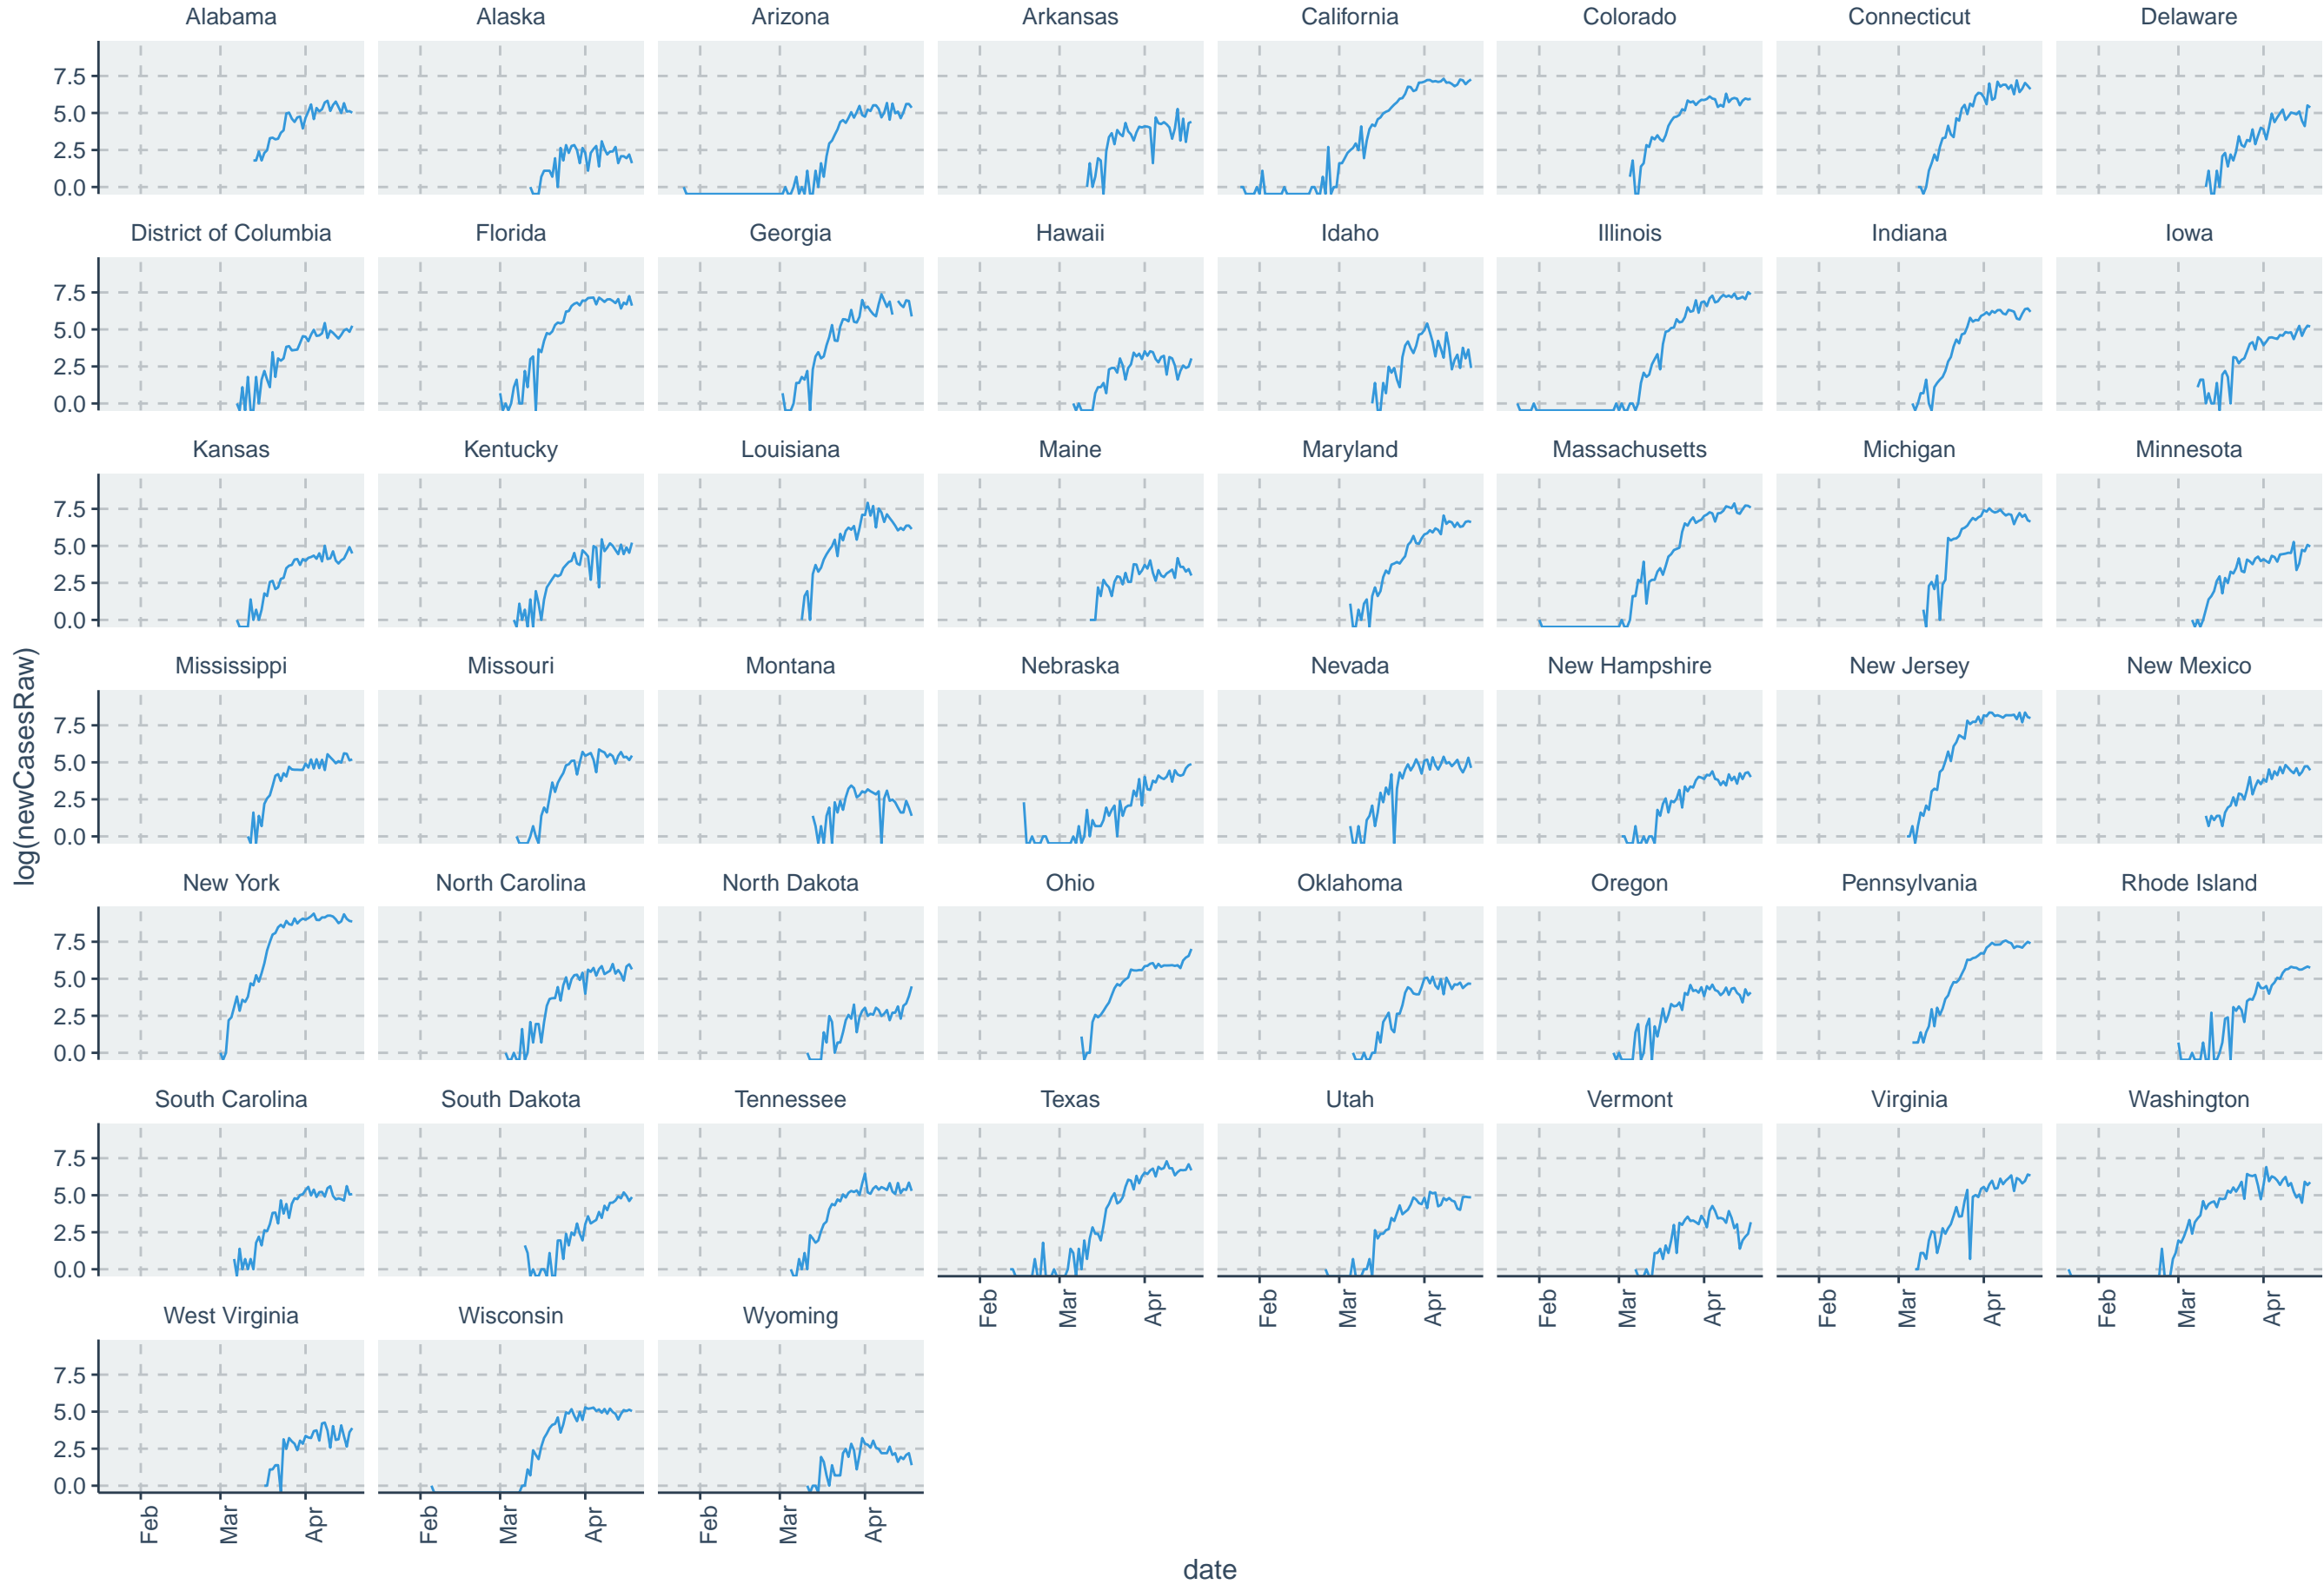 Alabama Alaska Arizona Arkansas California Colorado Connecticut Delaware
7.5
5.0
2.5
0.0
District of Columbia Florida Georgia Hawaii Idaho Illinois Indiana Iowa
7.5
5.0
2.5
0.0
Kansas Kentucky Louisiana Maine Maryland Massachusetts Michigan Minnesota
7.5
5.0
2.5
0.0
Mississippi Missouri Montana Nebraska Nevada New Hampshire New Jersey New Mexico
7.5
5.0
2.5
0.0
log(newCasesRaw)
New York North Carolina North Dakota Ohio Oklahoma Oregon Pennsylvania Rhode Island
7.5
5.0
2.5
0.0
South Carolina South Dakota Tennessee Texas Utah Vermont Virginia Washington
7.5
5.0
2.5
0.0
Feb Mar Apr Feb Mar Apr Feb Mar Apr Feb Mar Apr Feb Mar Apr
West Virginia Wisconsin Wyoming
7.5
5.0
2.5
0.0
Feb Mar Apr Feb Mar Apr Feb Mar Apr
date